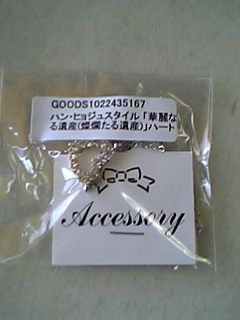 GOODS1022435167
ハン・ヒョジュスタイル「華麗な
る遺産(燦爛たる遺産)」ハート
Accessory